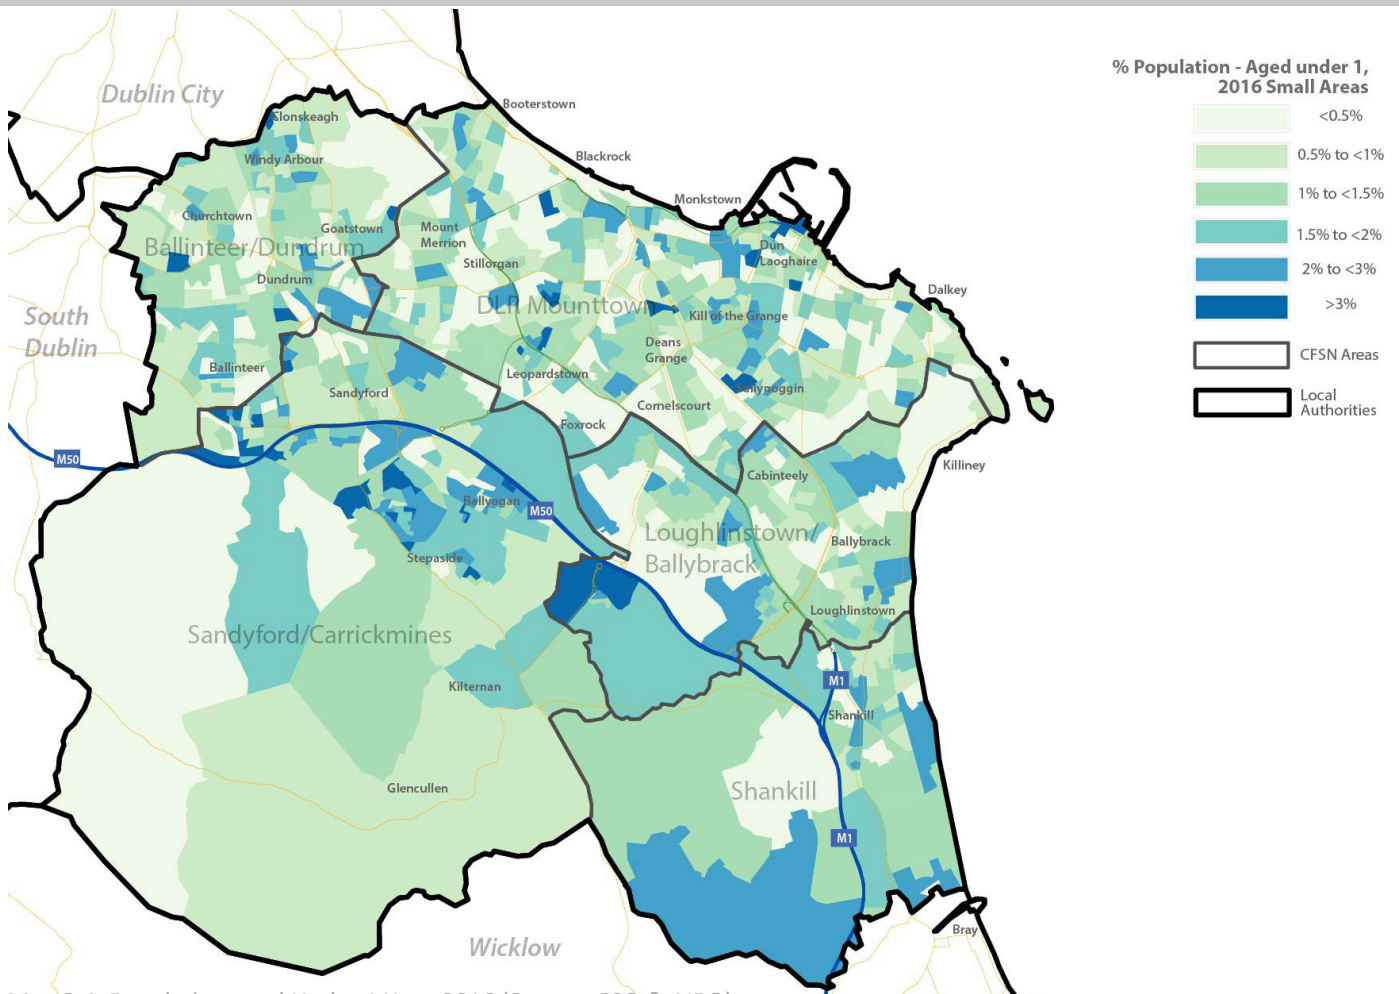 % Population - Aged under 1,
2016 Small Areas
<0.5%
0.5% to <1%
1% to <1.5%
1.5% to <2%
2% to <3%
>3%
CFSN Areas
Local
Authorities
Dublin City
Booterstown
Clonskeagh
Windy Arbour
Blackrock
Monkstown
Churchtown
Goatstown
Mount
Merrion
Ballinteer/Dundrum
Stillorgan
Dún
Laoghaire
Dundrum
Dalkey
DLR Mounttown
Kill of the Grange
South
Dublin
Deans
Grange
Ballinteer
Leopardstown
Sandyford
Sallynoggin
Cornelscourt
Foxrock
M50
Killiney
Cabinteely
Ballyogan
M50
Loughlinstown/
Ballybrack
Ballybrack
Stepaside
Loughlinstown
Sandyford/Carrickmines
Kilternan
M1
Shankill
Glencullen
Shankill
M1
Bray
Wicklow